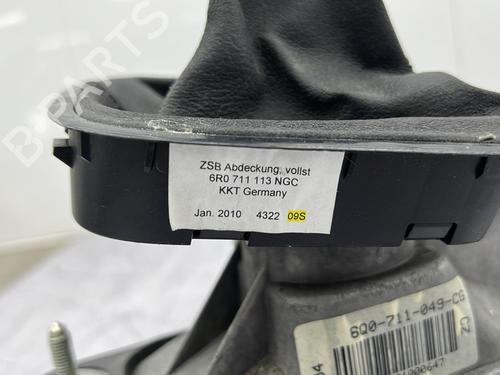 B-PARTS
ZSB Abdeckung, vollst
6R0 711 113 NGC
KKT Germany
Jan. 2010 4322 09S
6Q0-711-049-CG